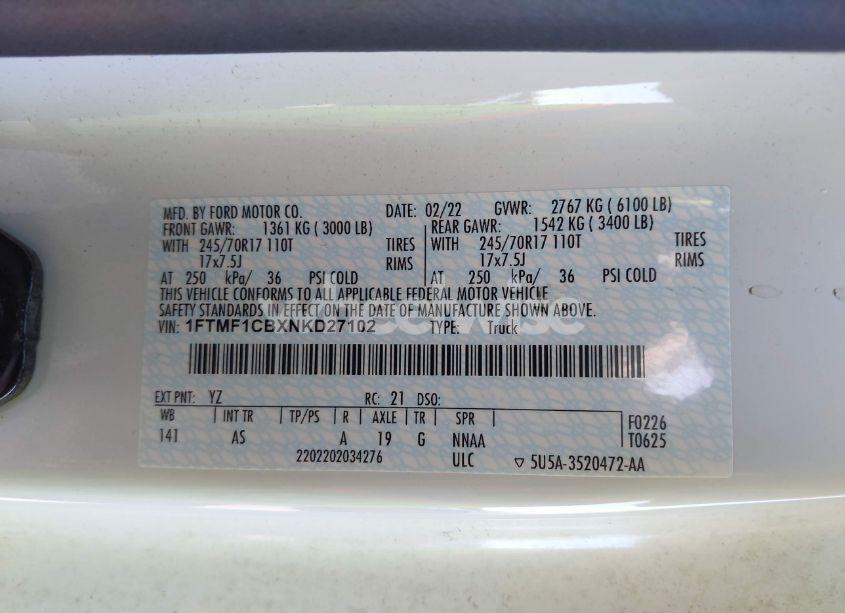 MFD. BY FORD MOTOR CO. DATE: 02/22 GVWR: 2767 KG ( 6100 LB)
FRONT GAWR: 1361 KG ( 3000 LB) REAR GAWR: 1542 KG ( 3400 LB)
WITH 245/70R17 110T TIRES WITH 245/70R17 110T TIRES
17x7.5J RIMS 17x7.5J RIMS
AT 250 kPa/ 36 PSI COLD AT 250 kPa/ 36 PSI COLD
THIS VEHICLE CONFORMS TO ALL APPLICABLE FEDERAL MOTOR VEHICLE
SAFETY STANDARDS IN EFFECT ON THE DATE OF MANUFACTURE SHOWN ABOVE.
VIN: 1FTMF1CBXNKD27102 TYPE: Truck
EXT PNT: YZ RC: 21 DSO:
WB INT TR TP/PS R AXLE TR SPR F0226
141 AS A 19 G NNAA T0625
2202202034276 ULC ▽ 5U5A-3520472-AA